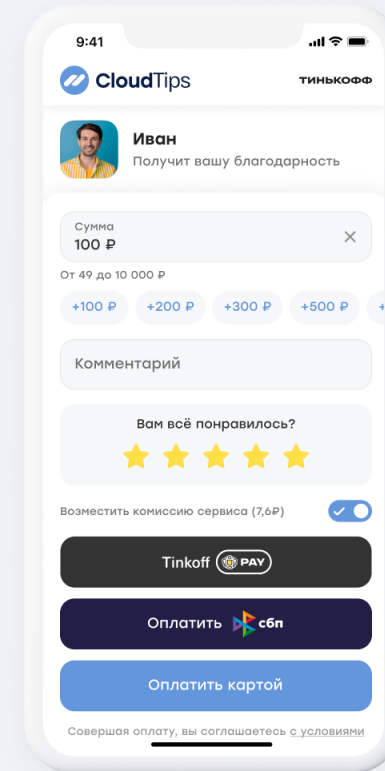 9:41
CloudTips ТИНЬКОФФ
Иван
Получит вашу благодарность
Сумма
100 ₽
От 49 до 10 000 ₽
+100 ₽ +200 ₽ +300 ₽ +500 ₽ +
Комментарий
Вам всё понравилось?
Возместить комиссию сервиса (7,6₽)
Tinkoff PAY
Оплатить сбп
Оплатить картой
Совершая оплату, вы соглашаетесь с условиями